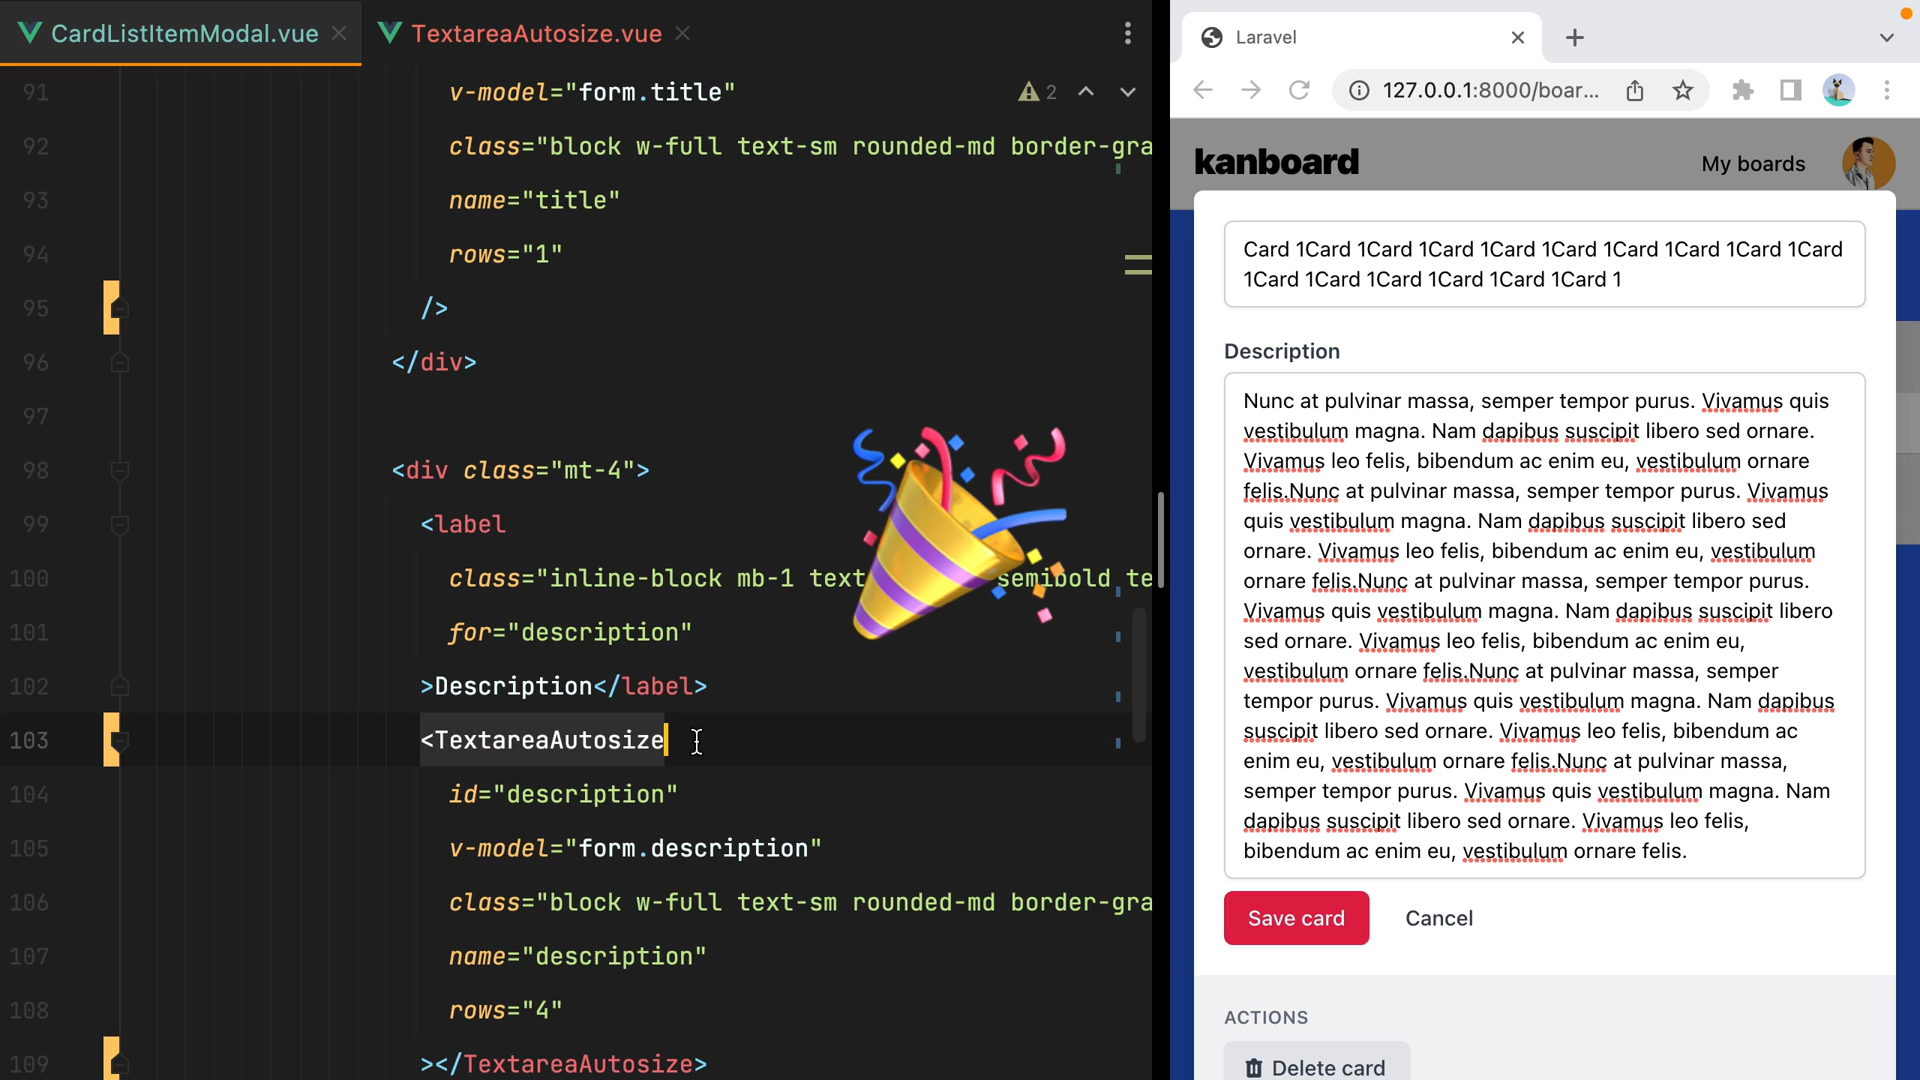 CardListItemModal.vue
TextareaAutosize.vue
2
91 v-model="form.title"
92 class="block w-full text-sm rounded-md border-gra
93 name="title"
94 rows="1"
95 />
96 </div>
97
98 <div class="mt-4">
99 <label
100 class="inline-block mb-1 text semibold te
101 for="description"
102 >Description</label>
103 <TextareaAutosize
104 id="description"
105 v-model="form.description"
106 class="block w-full text-sm rounded-md border-gra
107 name="description"
108 rows="4"
109 ></TextareaAutosize>
Laravel
127.0.0.1:8000/boar...
kanboard
My boards
Card 1Card 1Card 1Card 1Card 1Card 1Card 1Card 1Card 1Card
1Card 1Card 1Card 1Card 1Card 1Card 1
Description
Nunc at pulvinar massa, semper tempor purus. Vivamus quis
vestibulum magna. Nam dapibus suscipit libero sed ornare.
Vivamus leo felis, bibendum ac enim eu, vestibulum ornare
felis.Nunc at pulvinar massa, semper tempor purus. Vivamus
quis vestibulum magna. Nam dapibus suscipit libero sed
ornare. Vivamus leo felis, bibendum ac enim eu, vestibulum
ornare felis.Nunc at pulvinar massa, semper tempor purus.
Vivamus quis vestibulum magna. Nam dapibus suscipit libero
sed ornare. Vivamus leo felis, bibendum ac enim eu,
vestibulum ornare felis.Nunc at pulvinar massa, semper
tempor purus. Vivamus quis vestibulum magna. Nam dapibus
suscipit libero sed ornare. Vivamus leo felis, bibendum ac
enim eu, vestibulum ornare felis.Nunc at pulvinar massa,
semper tempor purus. Vivamus quis vestibulum magna. Nam
dapibus suscipit libero sed ornare. Vivamus leo felis,
bibendum ac enim eu, vestibulum ornare felis.
Save card
Cancel
ACTIONS
Delete card